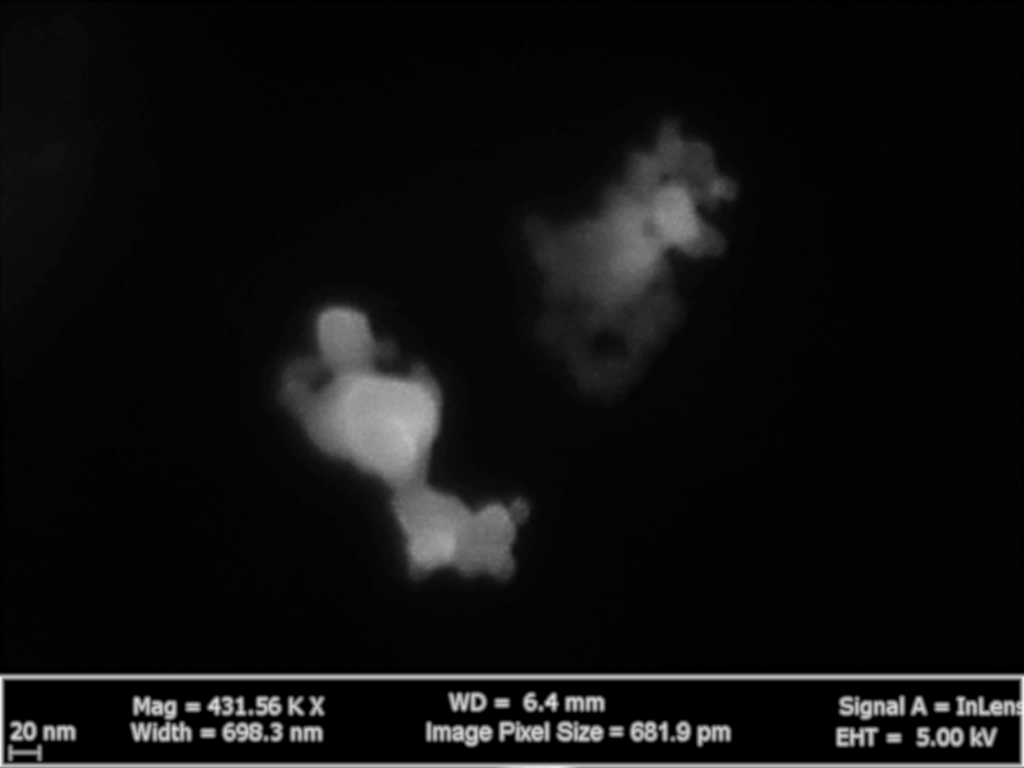 Mag = 431.56 K X
WD = 6.4 mm
Signal A = InLens
20 nm
Width = 698.3 nm
Image Pixel Size = 681.9 pm
EHT = 5.00 kV